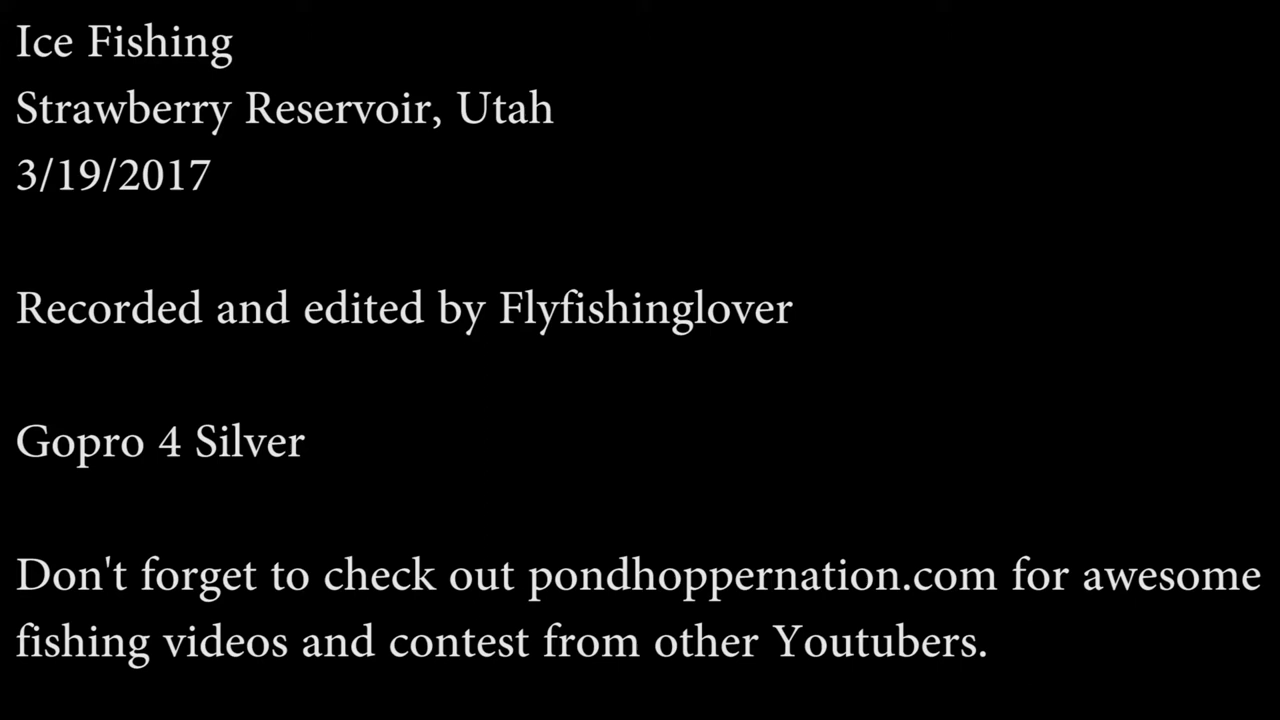 Ice Fishing
Strawberry Reservoir, Utah
3/19/2017
Recorded and edited by Flyfishinglover
Gopro 4 Silver
Don't forget to check out pondhoppernation.com for awesome
fishing videos and contest from other Youtubers.